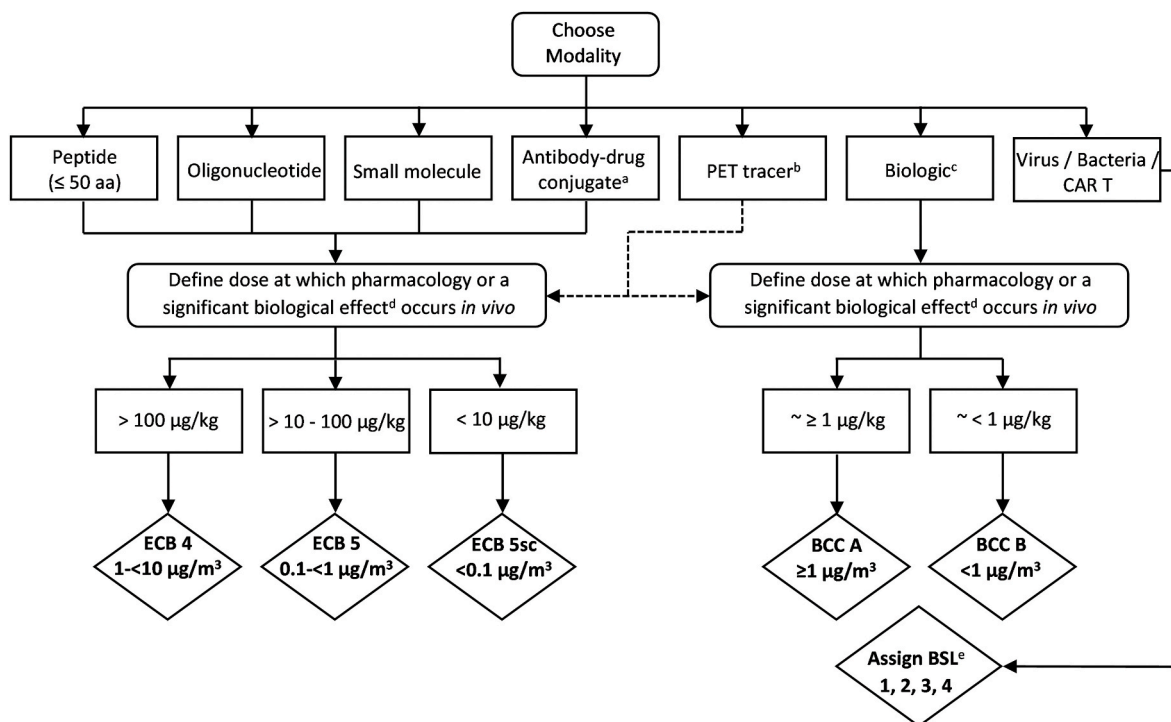 Choose
Modality
Peptide
(≤ 50 aa)
Oligonucleotide
Small molecule
Antibody-drug
conjugateᵃ
PET tracerᵇ
Biologicᶜ
Virus / Bacteria /
CAR T
Define dose at which pharmacology or a
significant biological effectᵈ occurs in vivo
Define dose at which pharmacology or a
significant biological effectᵈ occurs in vivo
> 100 µg/kg
> 10 - 100 µg/kg
< 10 µg/kg
~ ≥ 1 µg/kg
~ < 1 µg/kg
ECB 4
1-<10 µg/m³
ECB 5
0.1-<1 µg/m³
ECB 5sc
<0.1 µg/m³
BCC A
≥1 µg/m³
BCC B
<1 µg/m³
Assign BSLᵉ
1, 2, 3, 4